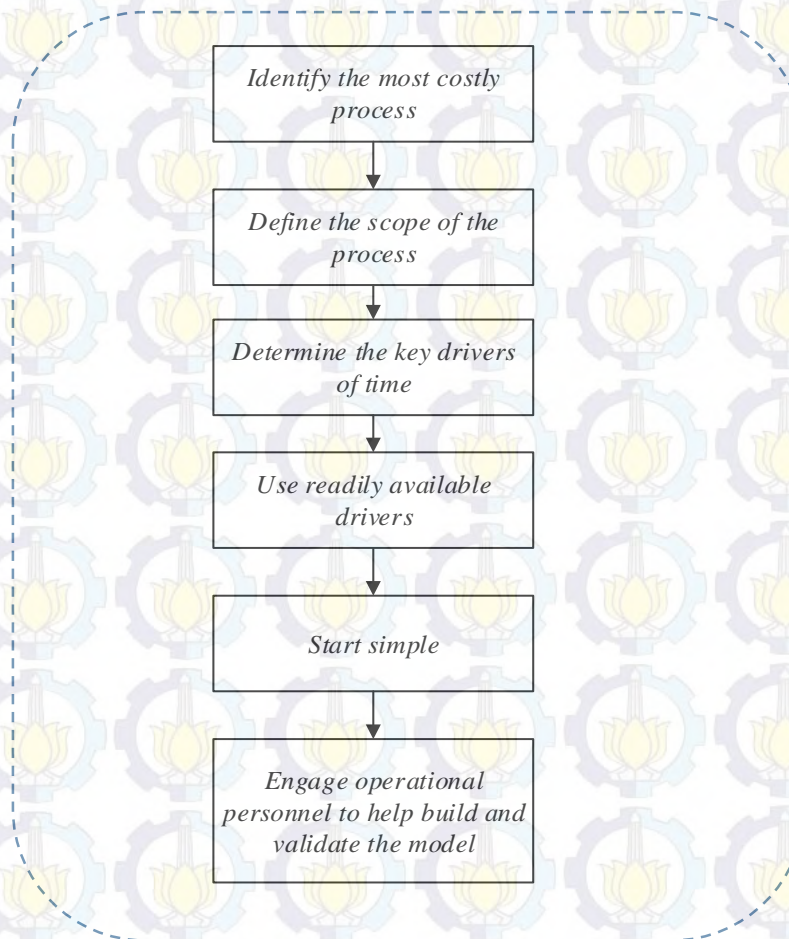 Identify the most costly
process
Define the scope of the
process
Determine the key drivers
of time
Use readily available
drivers
Start simple
Engage operational
personnel to help build and
validate the model